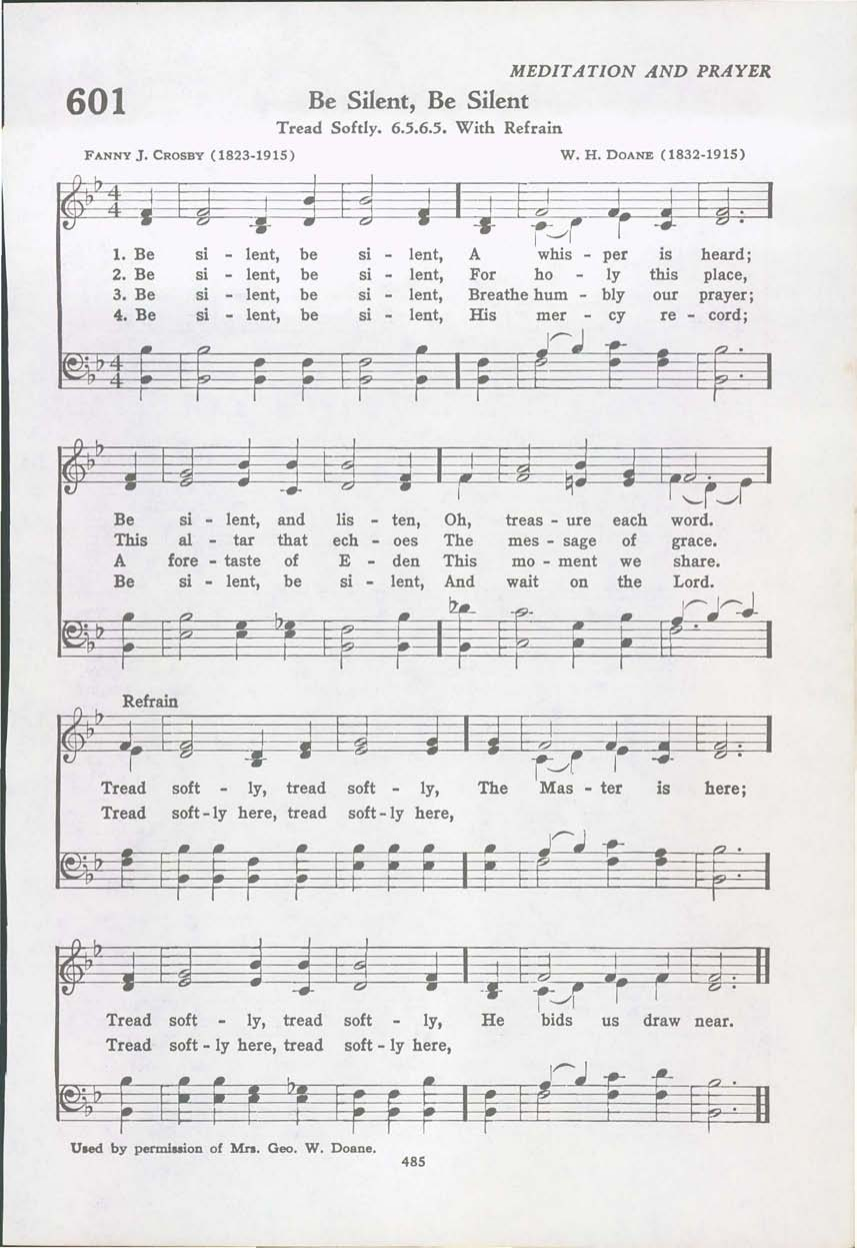 MEDITATION AND PRAYER
601
Be Silent, Be Silent
Tread Softly. 6.5.6.5. With Refrain
FANNY J. CROSBY (1823-1915) W. H. DOANE (1832-1915)
4
4
1. Be si - lent, be si - lent, A whis - per is heard;
2. Be si - lent, be si - lent, For ho - ly this place,
3. Be si - lent, be si - lent, Breathe hum - bly our prayer;
4. Be si - lent, be si - lent, His mer - cy re - cord;
4
4
Be si - lent, and lis - ten, Oh, treas - ure each word.
This al - tar that ech - oes The mes - sage of grace.
A fore - taste of E - den This mo - ment we share.
Be si - lent, be si - lent, And wait on the Lord.
Refrain
Tread soft - ly, tread soft - ly, The Mas - ter is here;
Tread soft - ly here, tread soft - ly here,
Tread soft - ly, tread soft - ly, He bids us draw near.
Tread soft - ly here, tread soft - ly here,
Used by permission of Mrs. Geo. W. Doane.
485